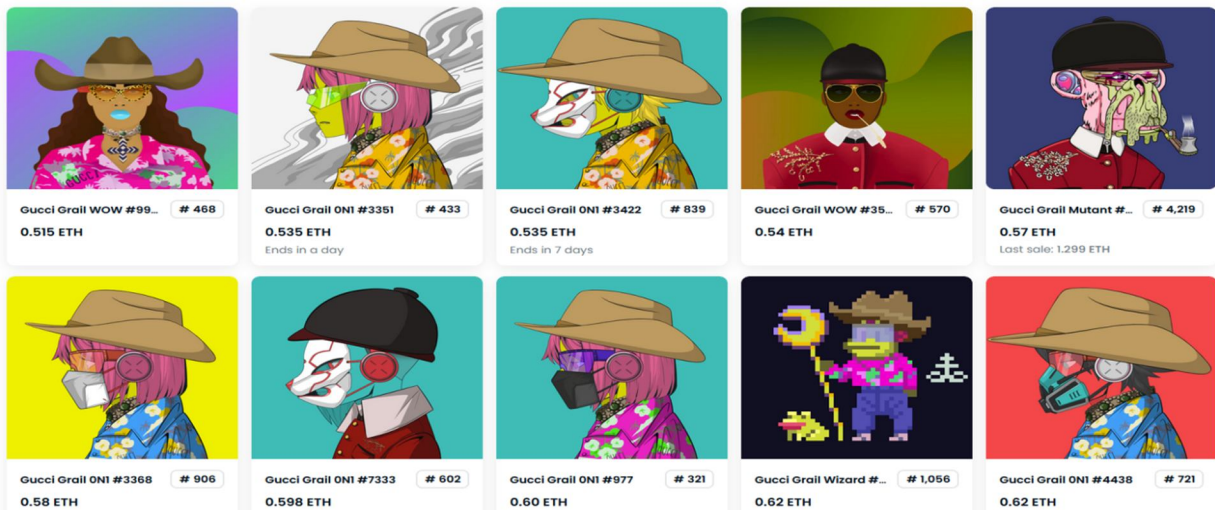 GUCCI
Gucci Grail WOW #99... # 468
0.515 ETH
Gucci Grail 0N1 #3351 # 433
0.535 ETH
Ends in a day
Gucci Grail 0N1 #3422 # 839
0.535 ETH
Ends in 7 days
Gucci Grail WOW #35... # 570
0.54 ETH
Gucci Grail Mutant #... # 4,219
0.57 ETH
Last sale: 1.299 ETH
Gucci Grail 0N1 #3368 # 906
0.58 ETH
Gucci Grail 0N1 #7333 # 602
0.598 ETH
Gucci Grail 0N1 #977 # 321
0.60 ETH
Gucci Grail Wizard #... # 1,056
0.62 ETH
Gucci Grail 0N1 #4438 # 721
0.62 ETH